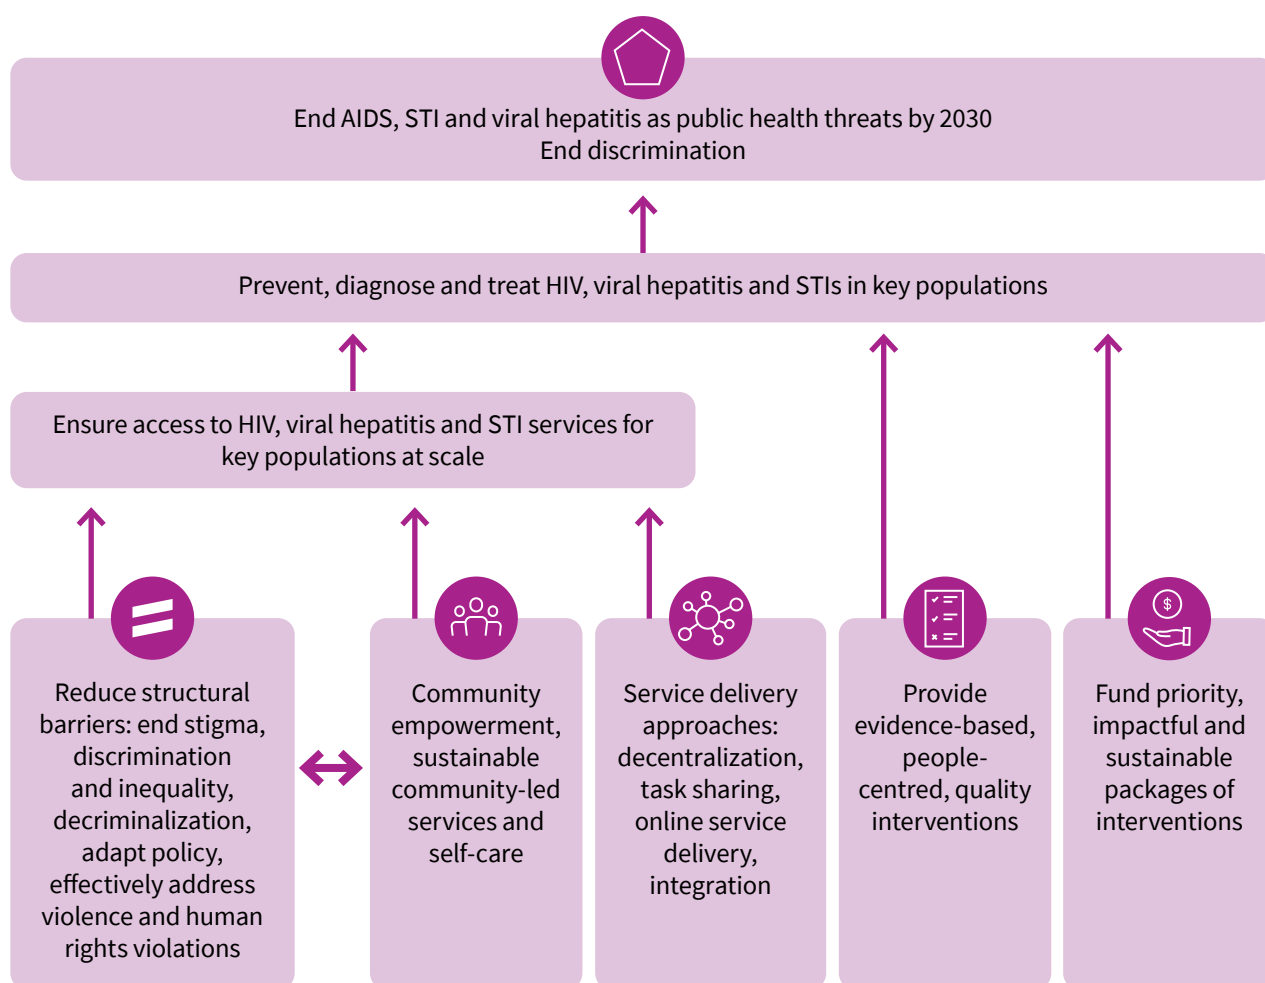 End AIDS, STI and viral hepatitis as public health threats by 2030
End discrimination
Prevent, diagnose and treat HIV, viral hepatitis and STIs in key populations
Ensure access to HIV, viral hepatitis and STI services for
key populations at scale
Reduce structural
barriers: end stigma,
discrimination
and inequality,
decriminalization,
adapt policy,
effectively address
violence and human
rights violations
Community
empowerment,
sustainable
community-led
services and
self-care
Service delivery
approaches:
decentralization,
task sharing,
online service
delivery,
integration
Provide
evidence-based,
people-
centred, quality
interventions
$
Fund priority,
impactful and
sustainable
packages of
interventions